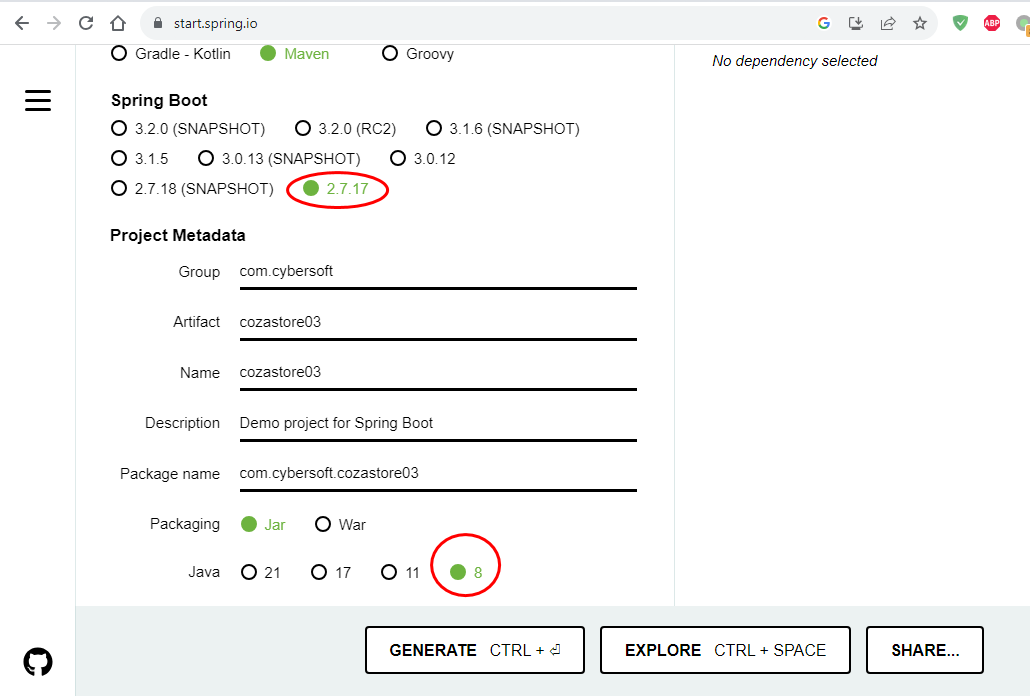 start.spring.io
ABP
Gradle - Kotlin Maven Groovy
No dependency selected
Spring Boot
3.2.0 (SNAPSHOT) 3.2.0 (RC2) 3.1.6 (SNAPSHOT)
3.1.5 3.0.13 (SNAPSHOT) 3.0.12
2.7.18 (SNAPSHOT) 2.7.17
Project Metadata
Group com.cybersoft
Artifact cozastore03
Name cozastore03
Description Demo project for Spring Boot
Package name com.cybersoft.cozastore03
Packaging Jar War
Java 21 17 11 8
GENERATE CTRL + ⏎ EXPLORE CTRL + SPACE SHARE...